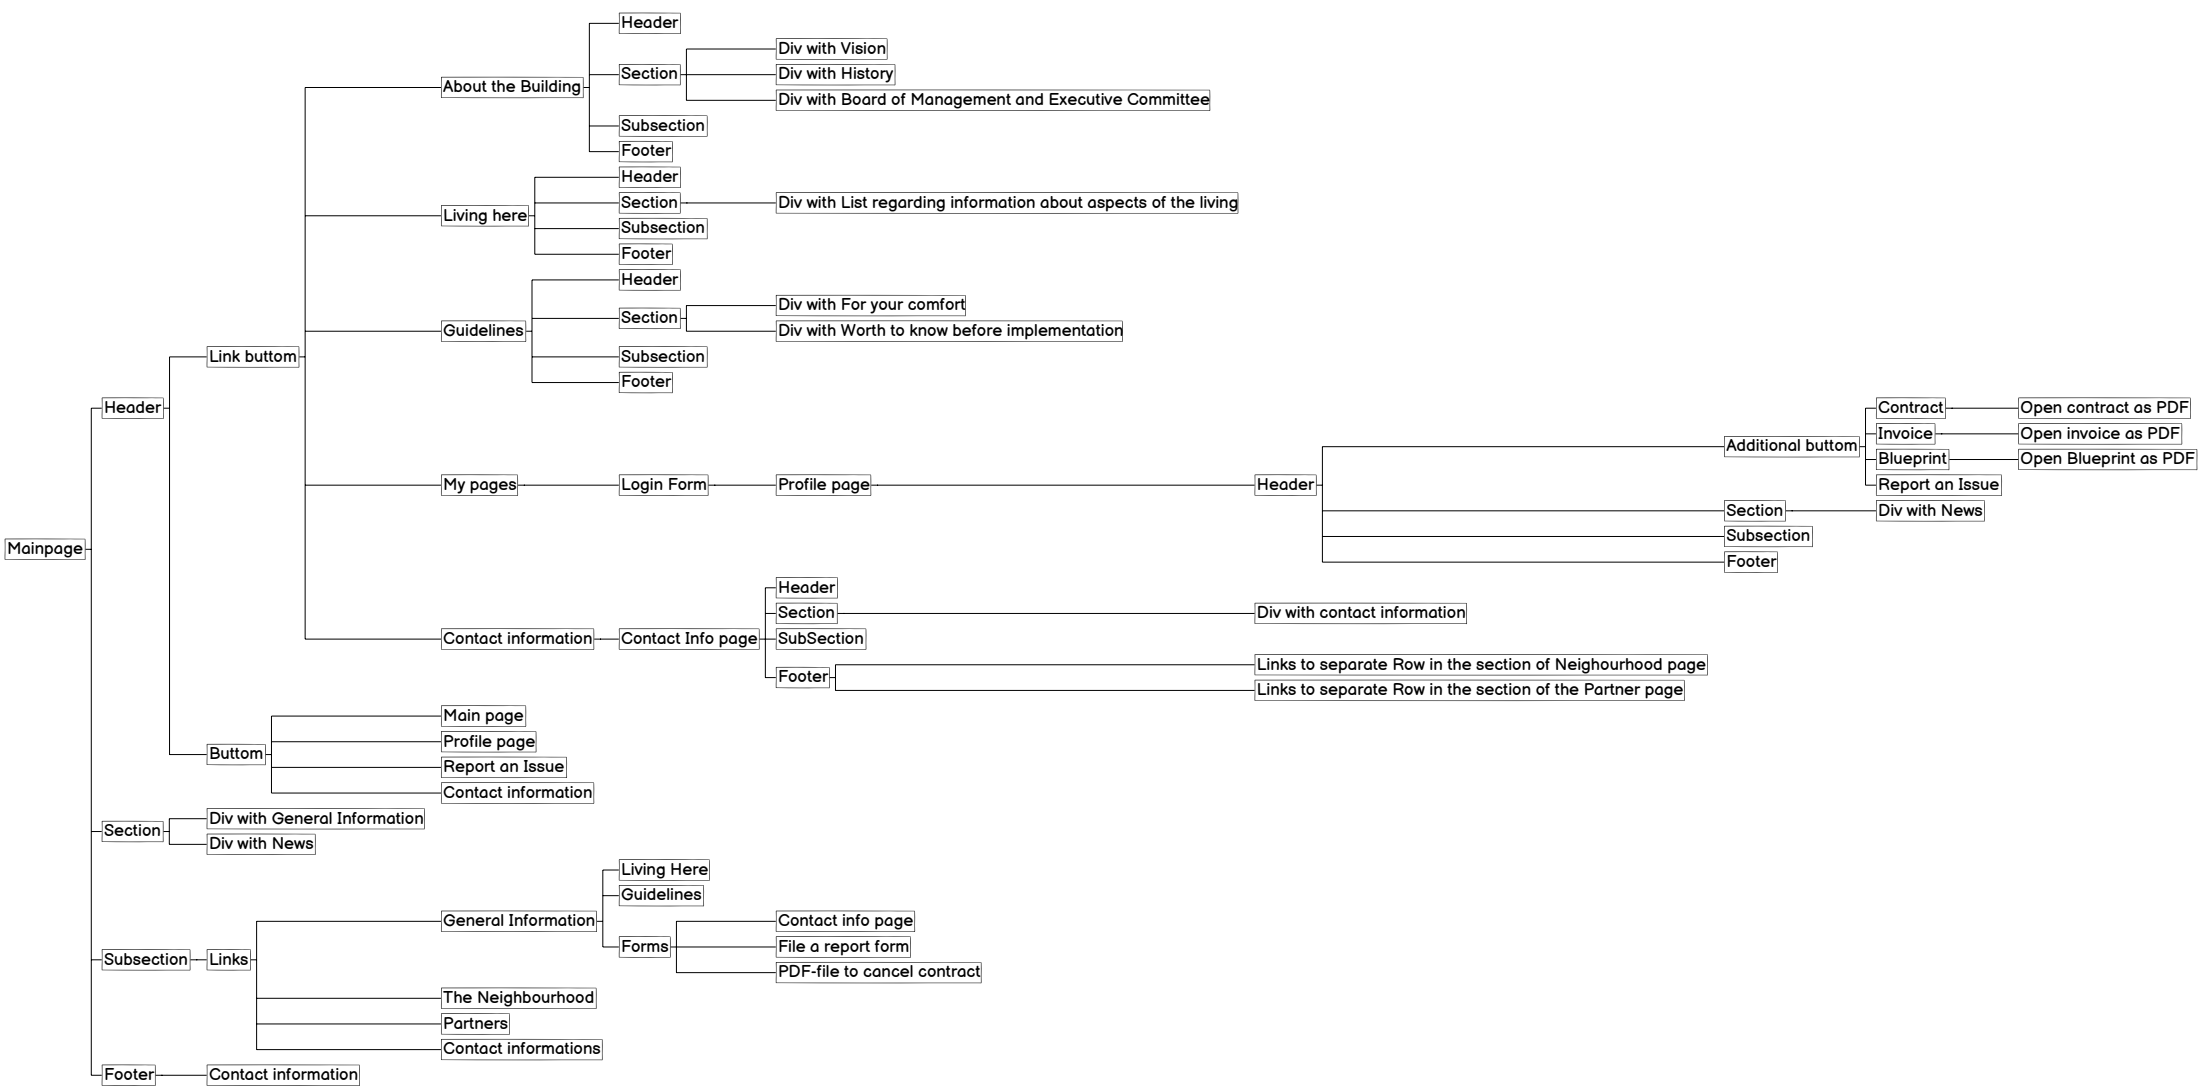 Mainpage
Header
Link buttom
About the Building
Header
Section
Div with Vision
Div with History
Div with Board of Management and Executive Committee
Subsection
Footer
Living here
Header
Section
Div with List regarding information about aspects of the living
Subsection
Footer
Guidelines
Header
Section
Div with For your comfort
Div with Worth to know before implementation
Subsection
Footer
My pages
Login Form
Profile page
Header
Additional buttom
Contract
Open contract as PDF
Invoice
Open invoice as PDF
Blueprint
Open Blueprint as PDF
Report an Issue
Section
Div with News
Subsection
Footer
Contact information
Contact Info page
Header
Section
Div with contact information
SubSection
Footer
Links to separate Row in the section of Neighourhood page
Links to separate Row in the section of the Partner page
Buttom
Main page
Profile page
Report an Issue
Contact information
Section
Div with General Information
Div with News
Subsection
Links
General Information
Living Here
Guidelines
Forms
Contact info page
File a report form
PDF-file to cancel contract
The Neighbourhood
Partners
Contact informations
Footer
Contact information